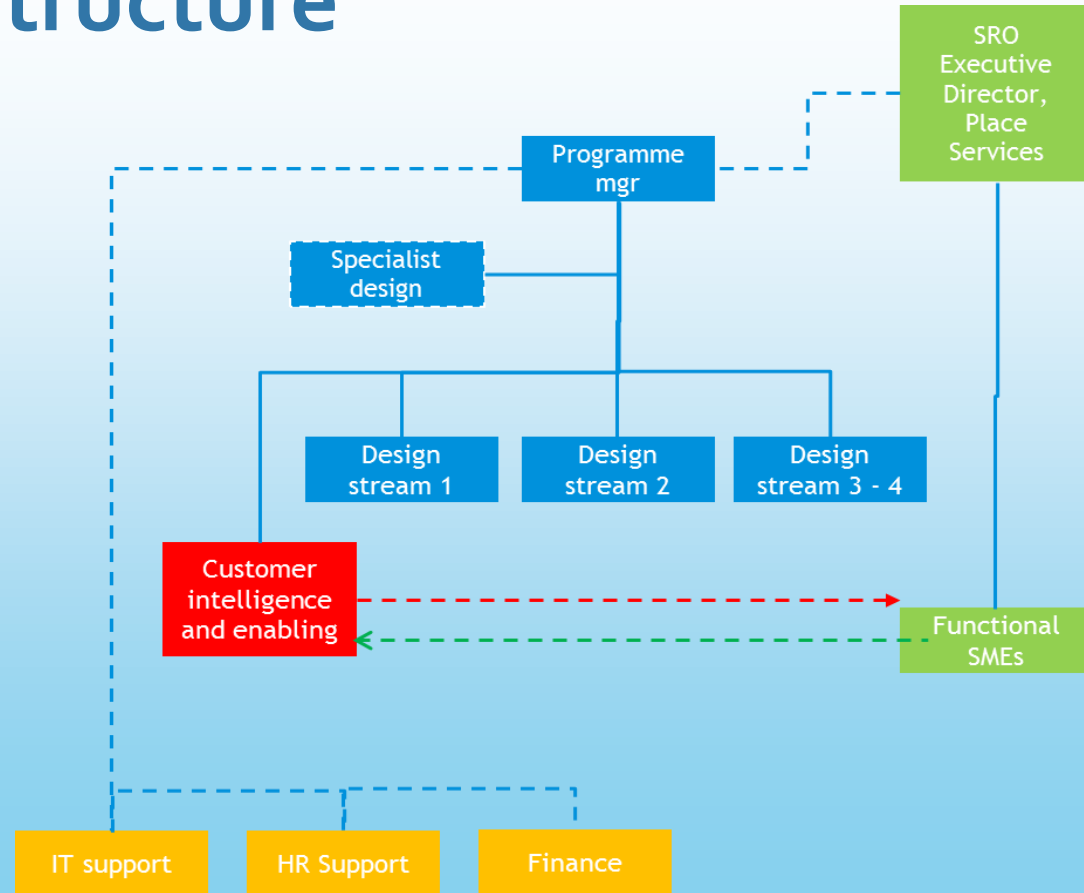 tructure
SRO
Executive
Director,
Place
Services
Programme
mgr
Specialist
design
Design
stream 1
Design
stream 2
Design
stream 3 - 4
Customer
intelligence
and enabling
Functional
SMEs
IT support
HR Support
Finance